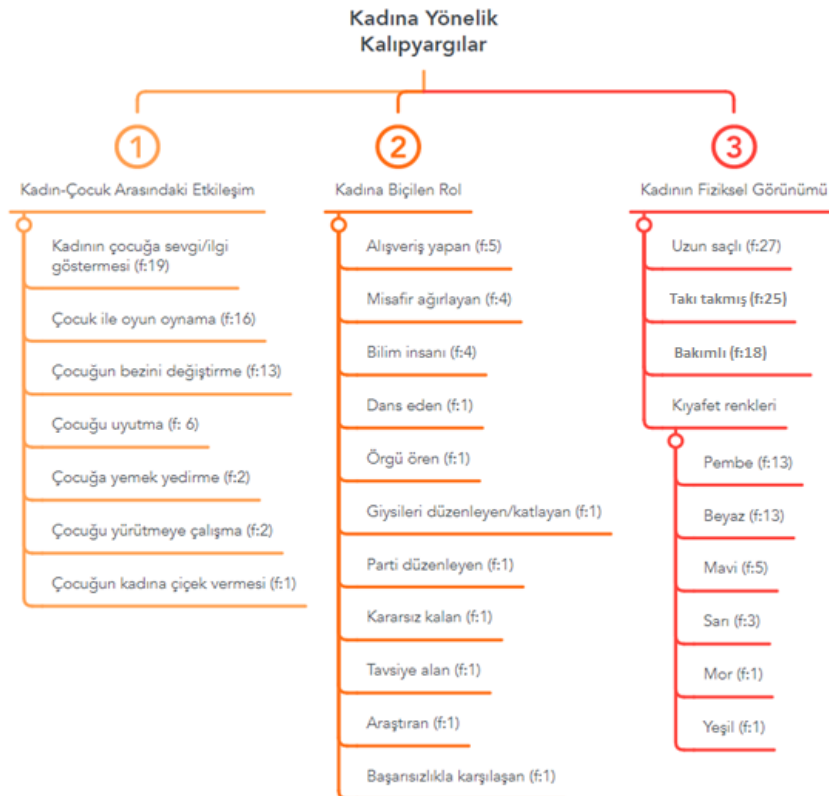 Kadına Yönelik
Kalıpyargılar
1
Kadın-Çocuk Arasındaki Etkileşim
Kadının çocuğa sevgi/ilgi
göstermesi (f:19)
Çocuk ile oyun oynama (f:16)
Çocuğun bezini değiştirme (f:13)
Çocuğu uyutma (f: 6)
Çocuğa yemek yedirme (f:2)
Çocuğu yürütmeye çalışma (f:2)
Çocuğun kadına çiçek vermesi (f:1)
2
Kadına Biçilen Rol
Alışveriş yapan (f:5)
Misafir ağırlayan (f:4)
Bilim insanı (f:4)
Dans eden (f:1)
Örgü ören (f:1)
Giysileri düzenleyen/katlayan (f:1)
Parti düzenleyen (f:1)
Kararsız kalan (f:1)
Tavsiye alan (f:1)
Araştıran (f:1)
Başarısızlıkla karşılaşan (f:1)
3
Kadının Fiziksel Görünümü
Uzun saçlı (f:27)
Takı takmış (f:25)
Bakımlı (f:18)
Kıyafet renkleri
Pembe (f:13)
Beyaz (f:13)
Mavi (f:5)
Sarı (f:3)
Mor (f:1)
Yeşil (f:1)